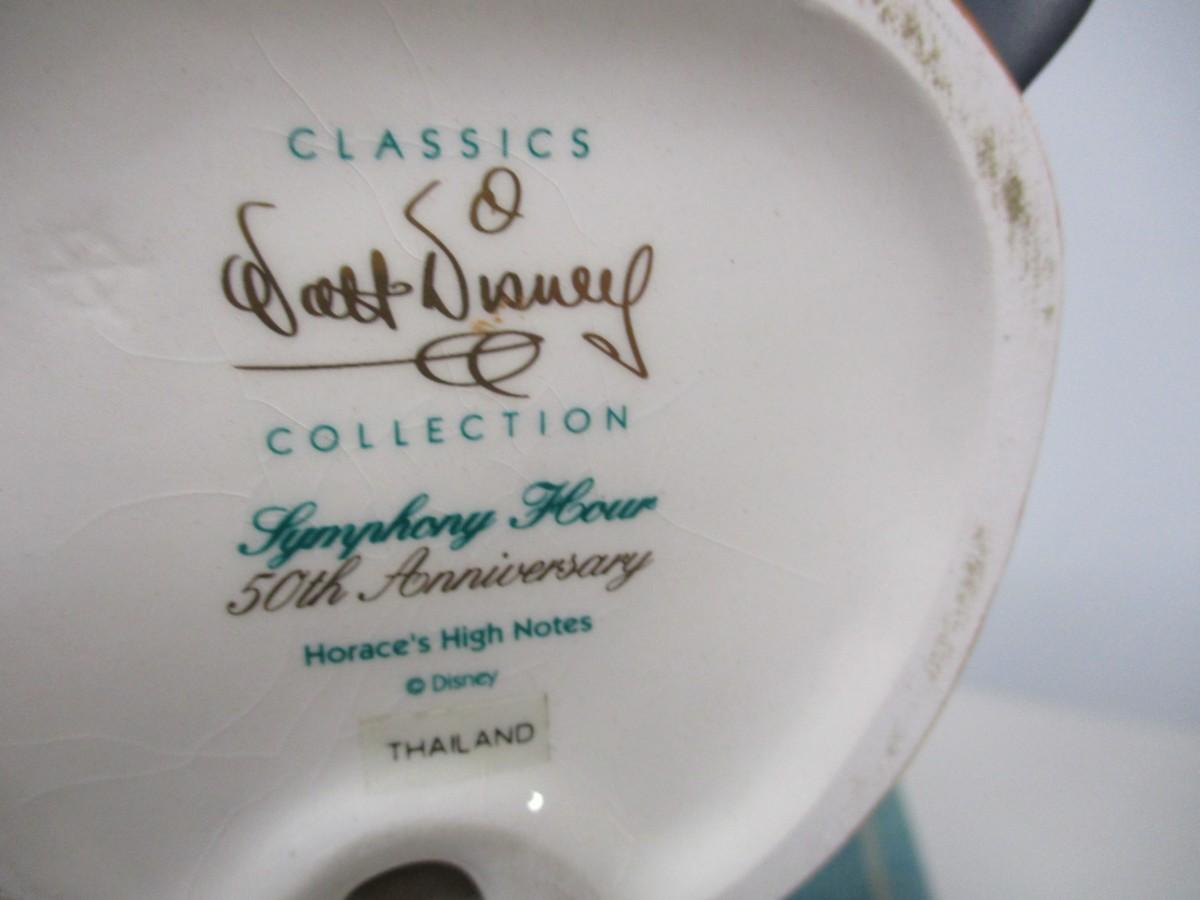 CLASSICS
Walt Disney
COLLECTION
Symphony Hour
50th Anniversary
Horace's High Notes
© Disney
THAILAND